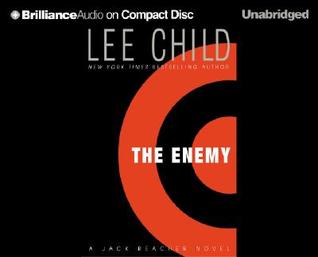 BrillianceAudio on Compact Disc
Unabridged
LEE CHILD
NEW YORK TIMES BESTSELLING AUTHOR
THE ENEMY
A JACK REACHER NOVEL